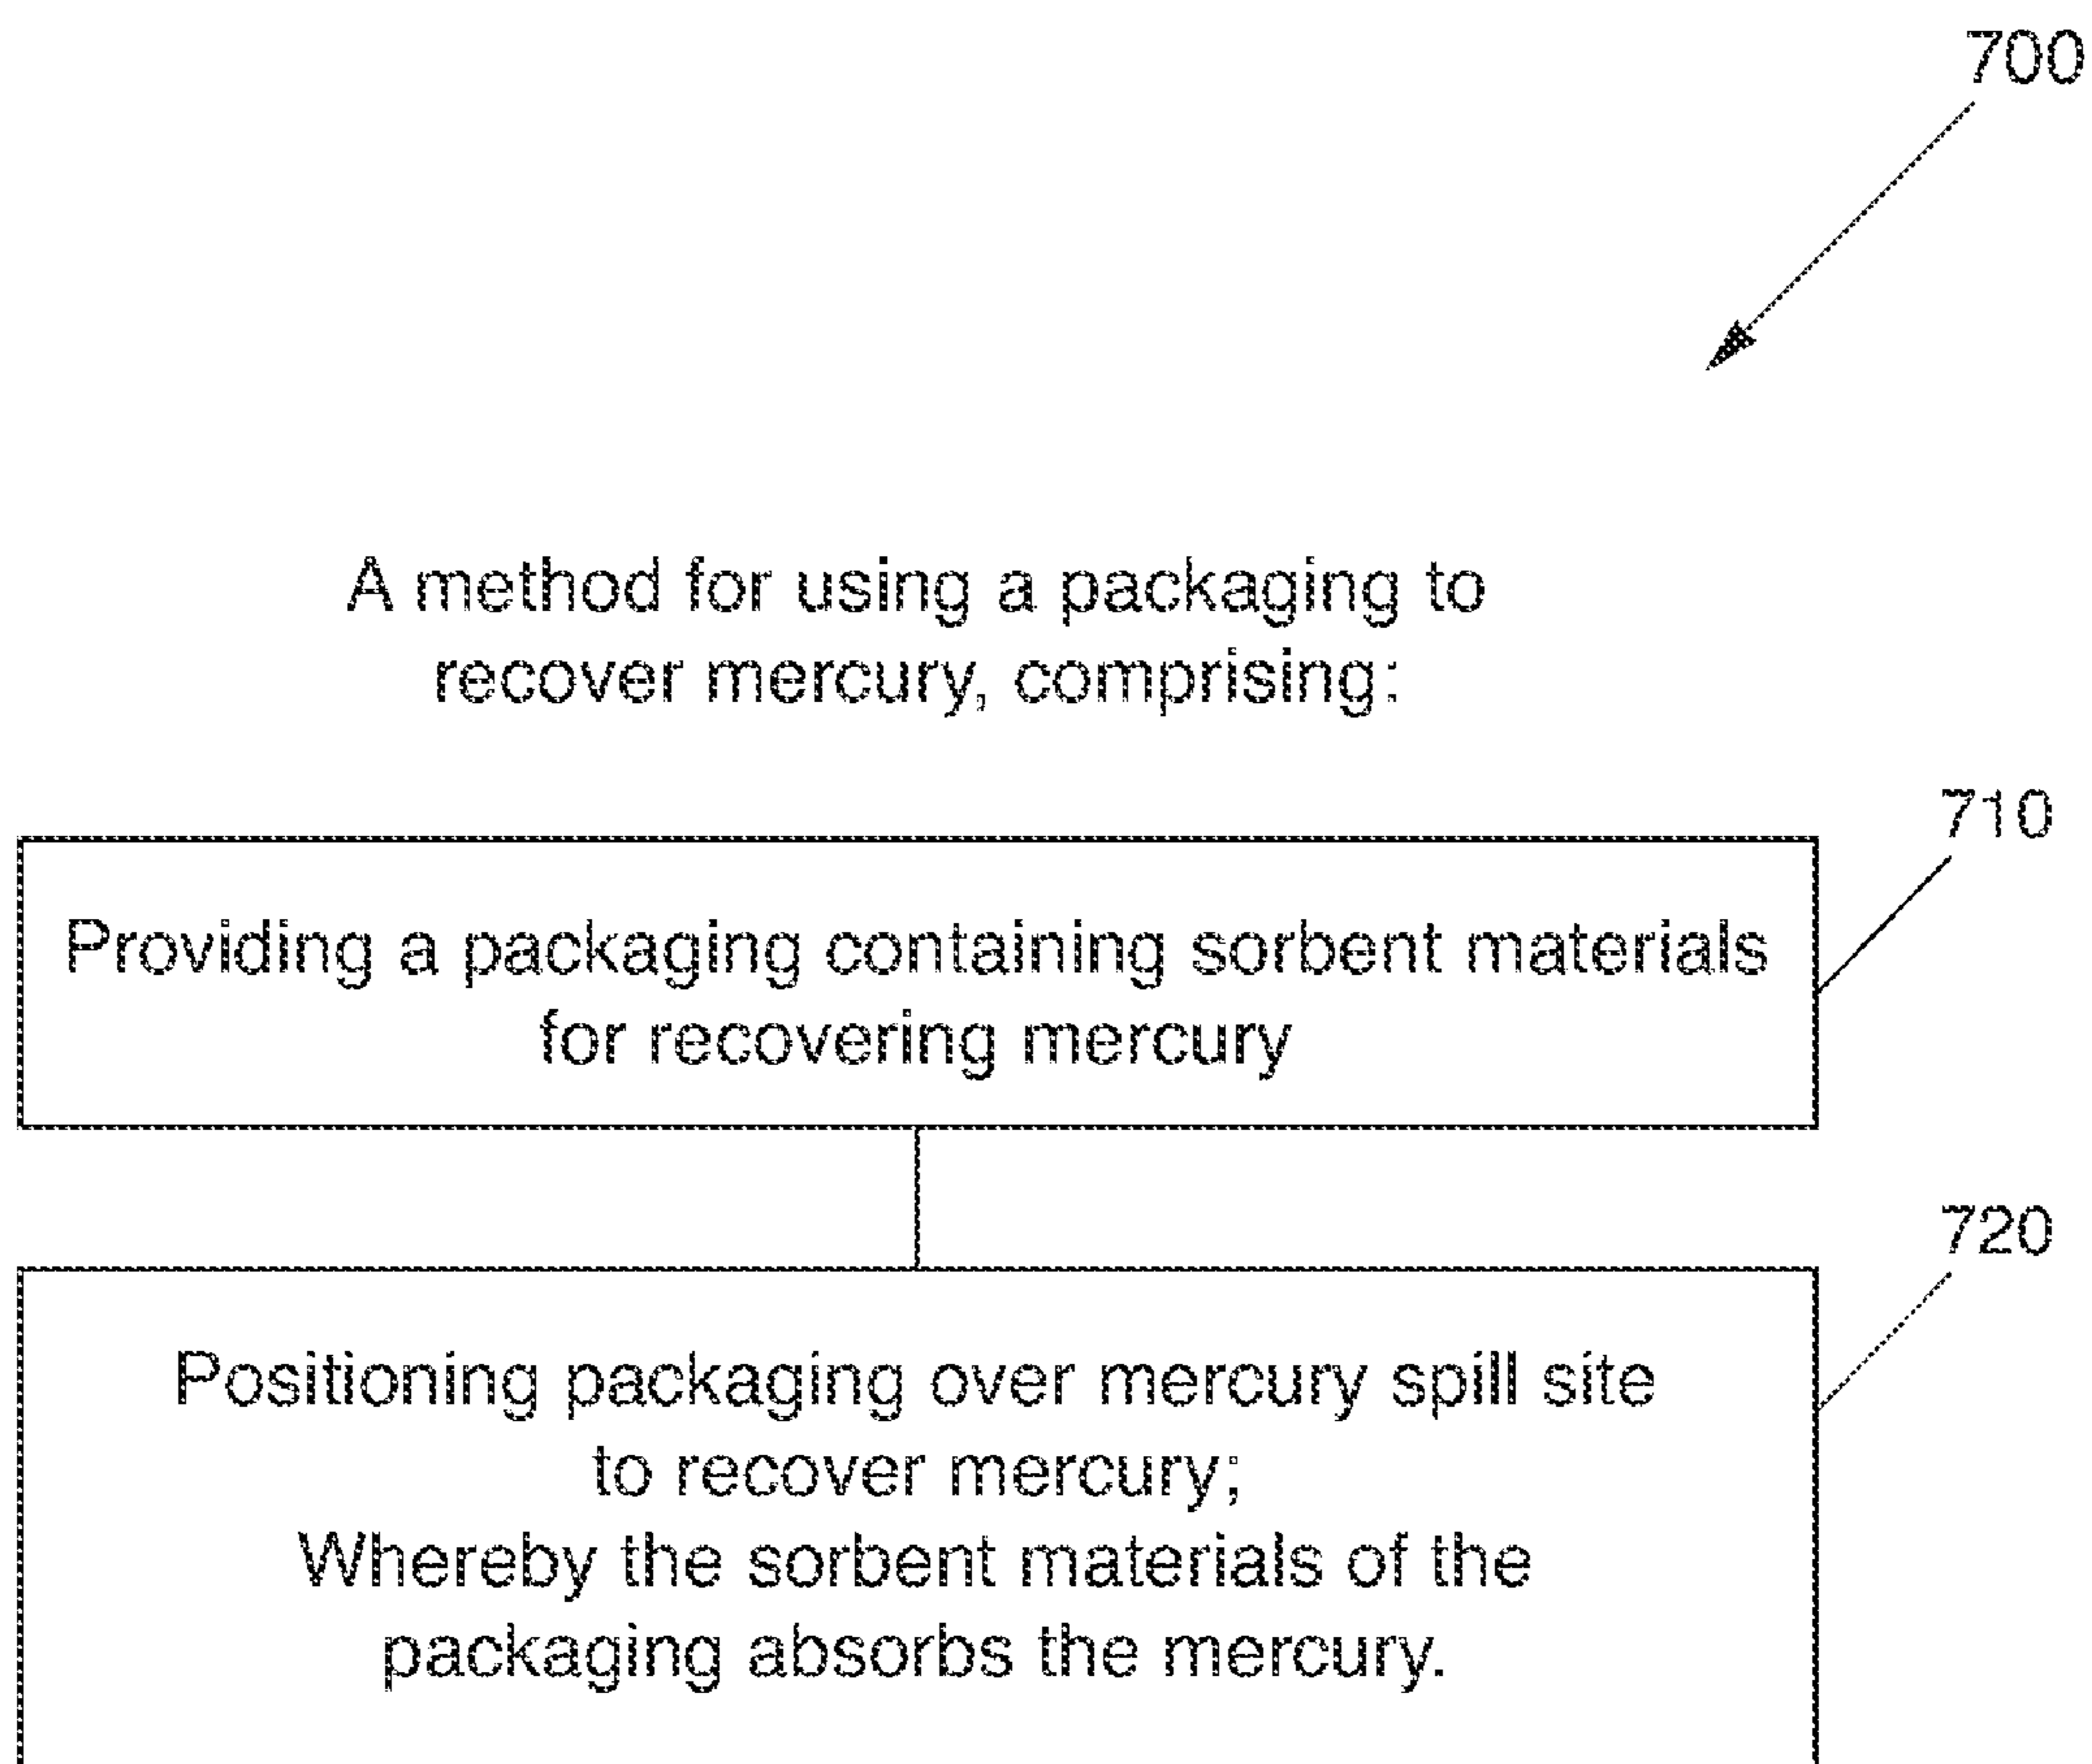 700
A method for using a packaging to
recover mercury, comprising:
710
Providing a packaging containing sorbent materials
for recovering mercury
720
Positioning packaging over mercury spill site
to recover mercury;
Whereby the sorbent materials of the
packaging absorbs the mercury.